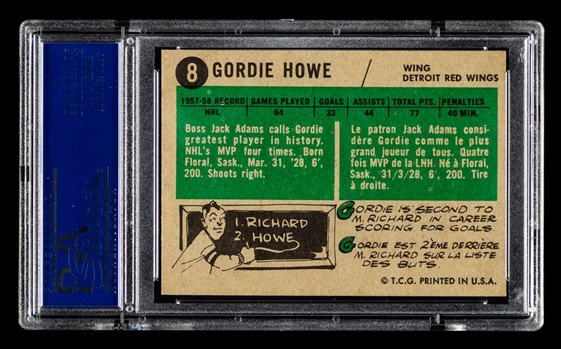 8 GORDIE HOWE / WING
DETROIT RED WINGS
1957-58 RECORD GAMES PLAYED GOALS ASSISTS TOTAL PTS. PENALTIES
NHL 64 33 44 77 40 MIN.
Boss Jack Adams calls Gordie
greatest player in history.
NHL's MVP four times. Born
Floral, Sask., Mar. 31, '28, 6',
200. Shoots right.
Le patron Jack Adams consi-
dère Gordie comme le plus
grand joueur de tous. Quatre
fois MVP de la LNH. Né à Floral,
Sask., 31/3/28, 6', 200. Tire
à droite.
1. RICHARD
2. HOWE
GORDIE IS SECOND TO
M. RICHARD IN CAREER
SCORING FOR GOALS.
GORDIE EST 2ÈME DERRIÈRE
M. RICHARD SUR LA LISTE
DES BUTS.
© T.C.G. PRINTED IN U.S.A.